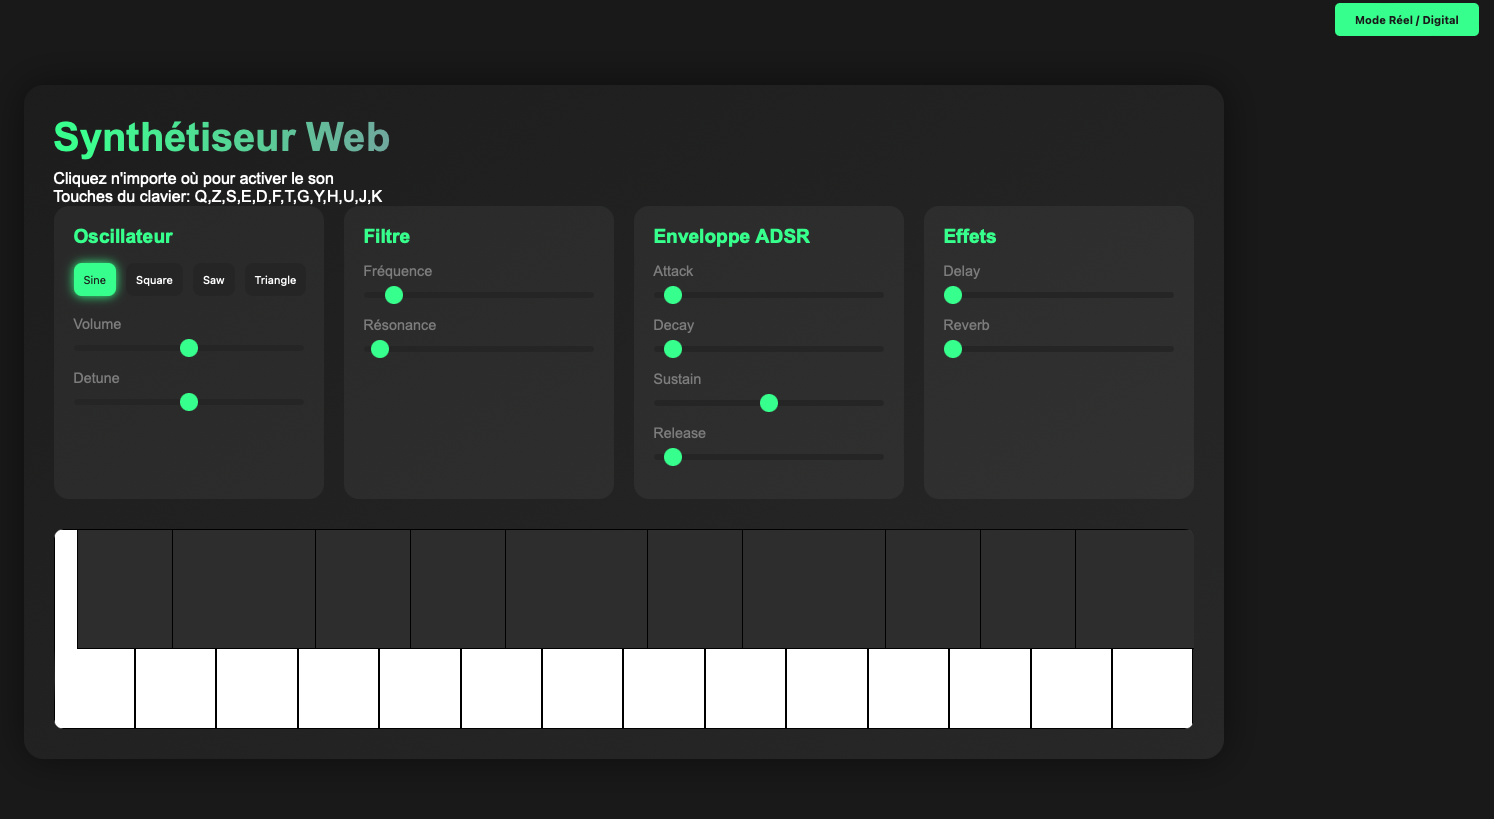 Mode Réel / Digital
Synthétiseur Web
Cliquez n'importe où pour activer le son
Touches du clavier: Q,Z,S,E,D,F,T,G,Y,H,U,J,K
Oscillateur
Sine
Square
Saw
Triangle
Volume
Detune
Filtre
Fréquence
Résonance
Enveloppe ADSR
Attack
Decay
Sustain
Release
Effets
Delay
Reverb